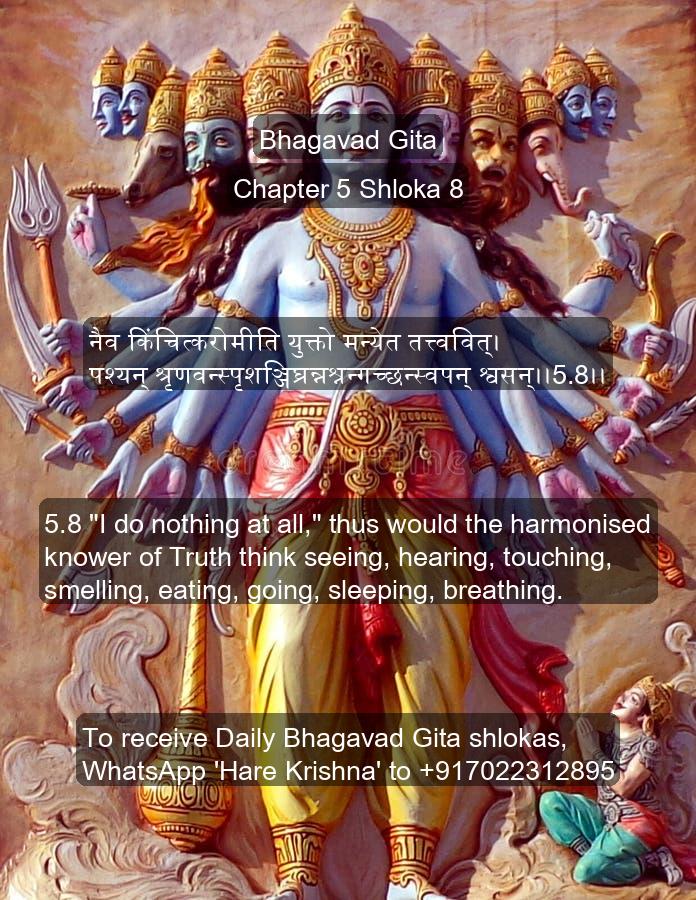 Bhagavad Gita
Chapter 5 Shloka 8
नैव किंचित्करोमीति युक्तो मन्येत तत्त्ववित्।
पश्यन् श्रृणवन्स्पृशञ्जिघ्रन्नश्नन्गच्छन्स्वपन् श्वसन्।।5.8।।
dreamstime
5.8 "I do nothing at all," thus would the harmonised
knower of Truth think seeing, hearing, touching,
smelling, eating, going, sleeping, breathing.
To receive Daily Bhagavad Gita shlokas,
WhatsApp 'Hare Krishna' to +917022312895